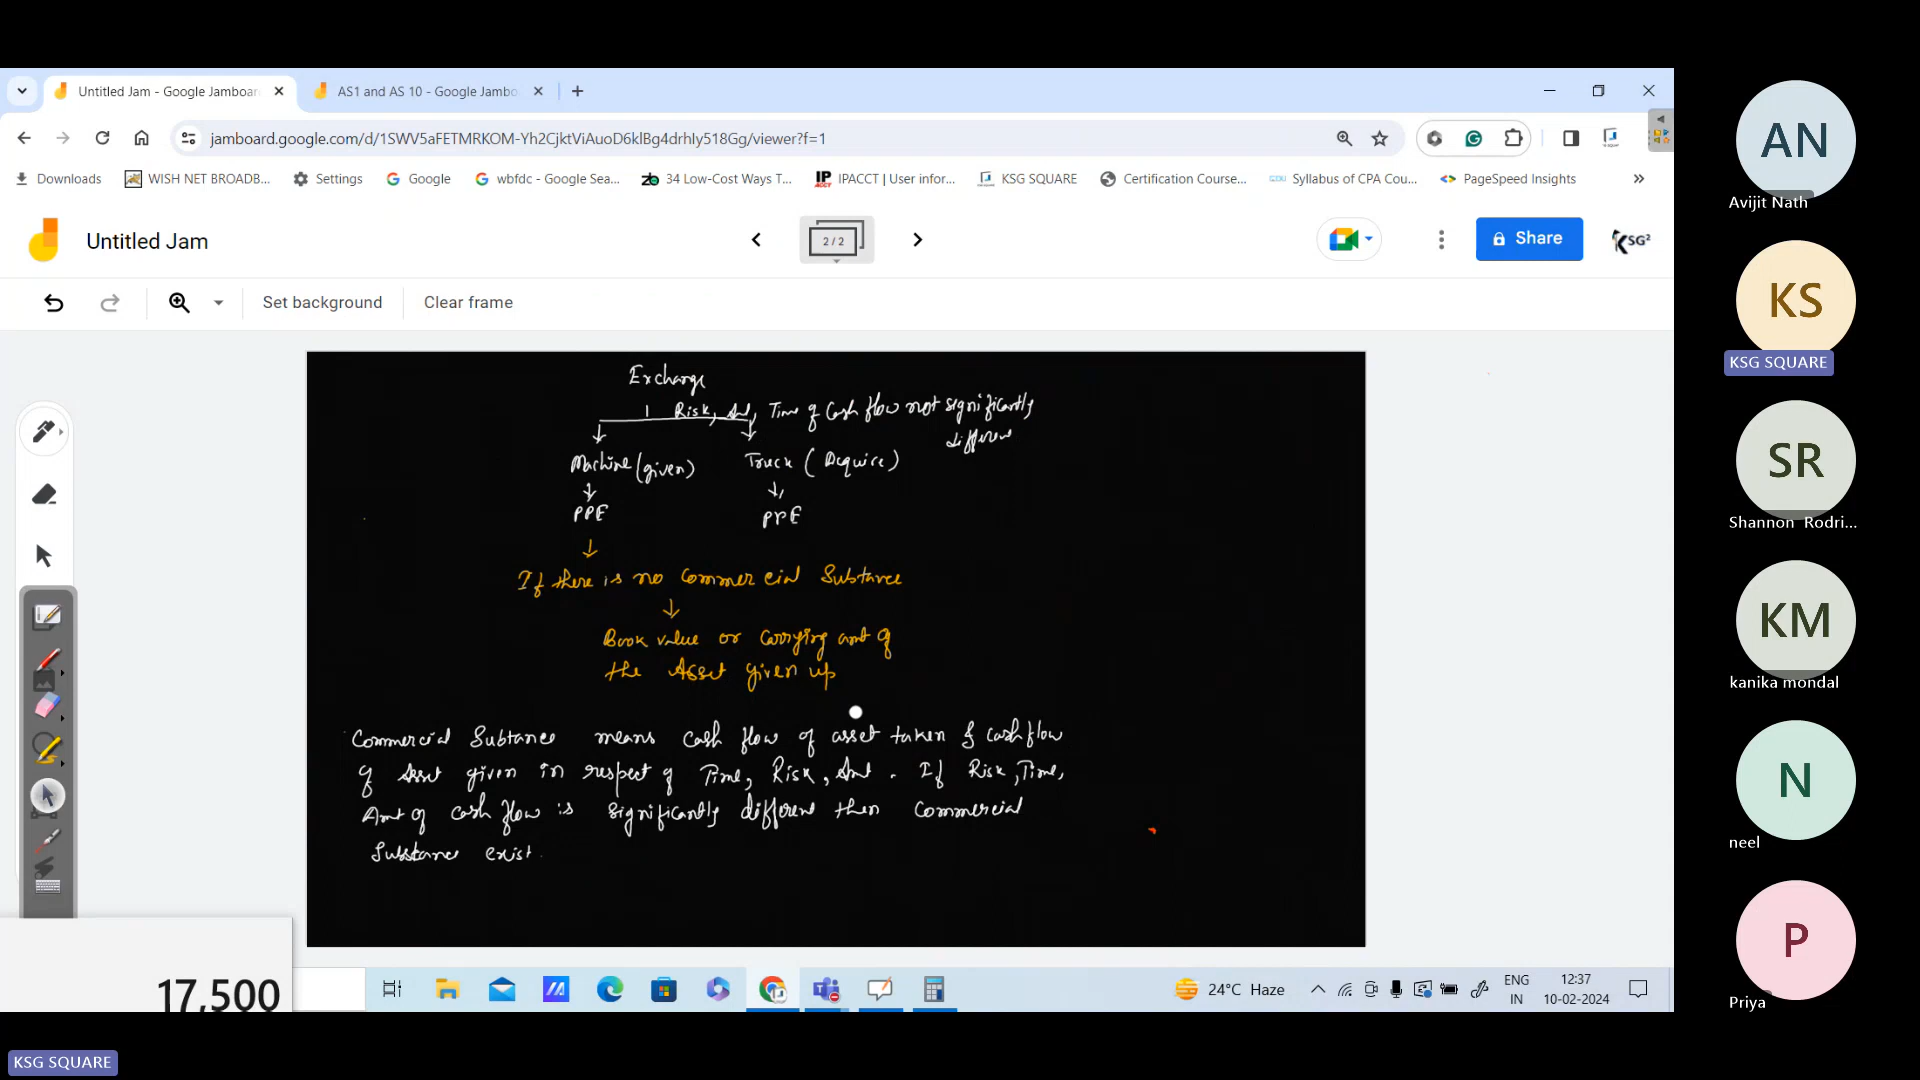 Untitled Jam - Google Jamboar
AS1 and AS 10 - Google Jambo
jamboard.google.com/d/1SWV5aFETMRKOM-Yh2CjktViAuoD6klBg4drhly518Gg/viewer?f=1
Downloads
WISH NET BROADB...
Settings
Google
wbfdc - Google Sea...
34 Low-Cost Ways T...
IPACCT | User infor...
KSG SQUARE
Certification Course...
Syllabus of CPA Cou...
PageSpeed Insights
Untitled Jam
2 / 2
Share
KSG²
Set background
Clear frame
Exchange
Risk, Amt, Time of Cash flow not significantly
different
Machine (given)
Truck (Acquire)
PPE
PPE
If there is no Commercial Substance
Book value or Carrying amt of
the Asset given up
Commercial Subtance means cash flow of asset taken & cash flow
of Asset given in respect of Time, Risk, Amt. If Risk, Time,
Amt of cash flow is significantly different then Commercial
Substance exist.
17,500
24°C Haze
ENG
IN
12:37
10-02-2024
AN
Avijit Nath
KS
KSG SQUARE
SR
Shannon Rodri...
KM
kanika mondal
N
neel
P
Priya
KSG SQUARE